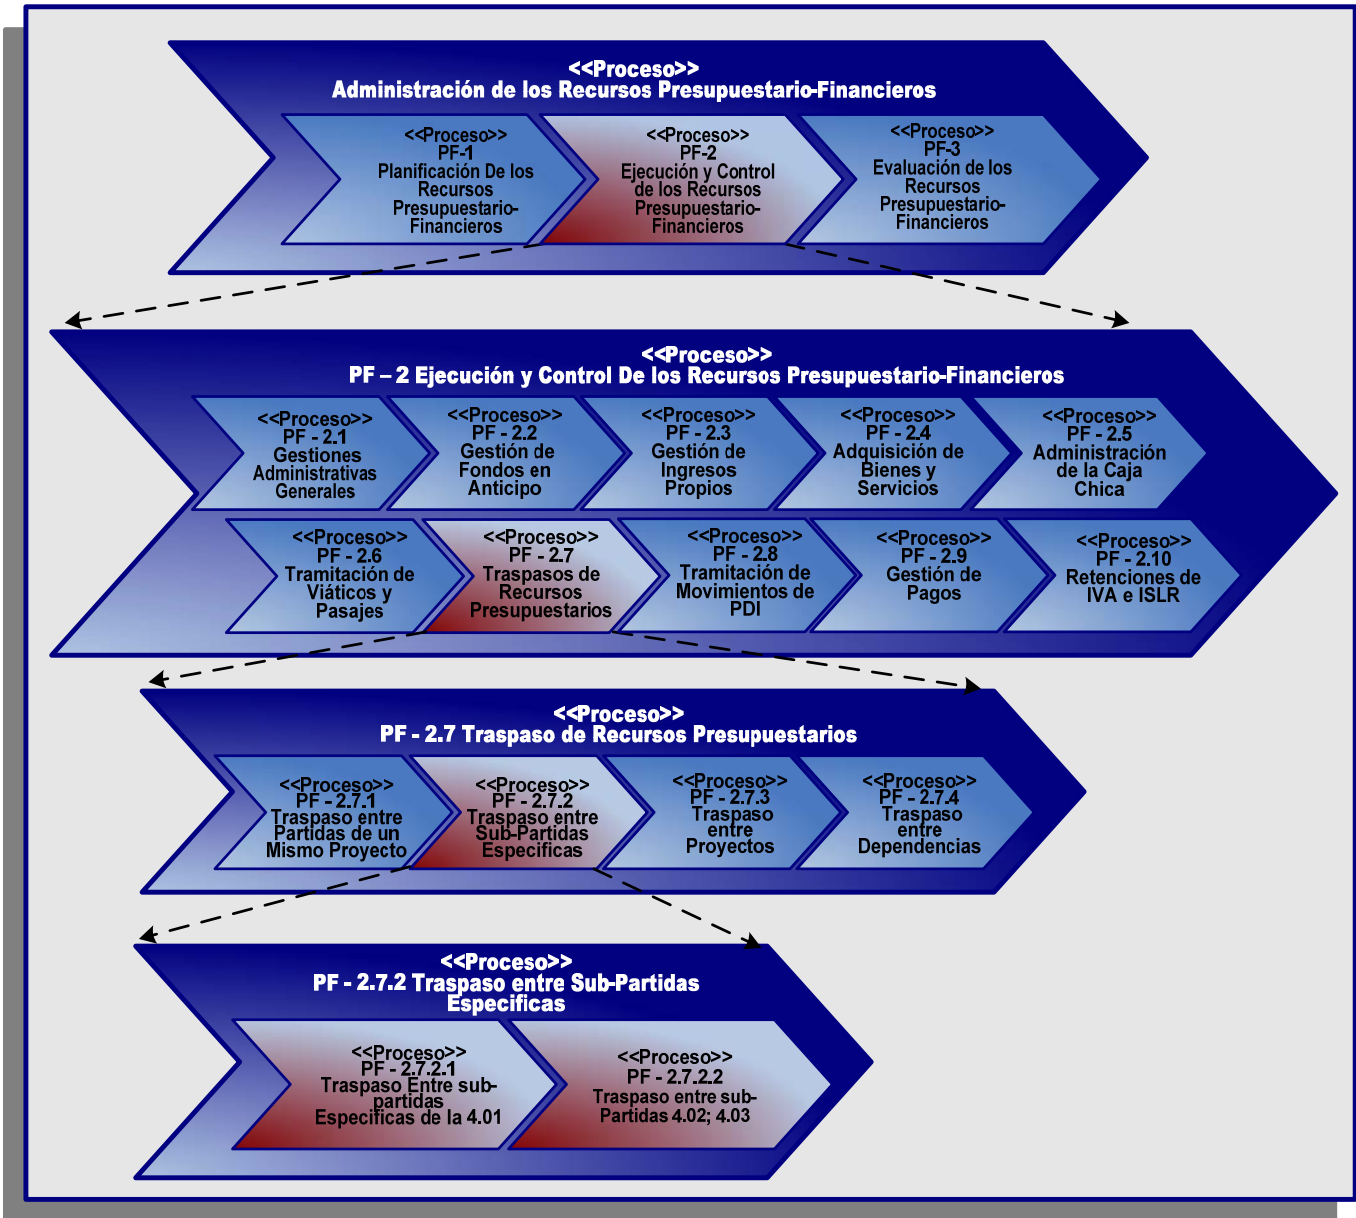 <<Proceso>>
Administración de los Recursos Presupuestario-Financieros
<<Proceso>>
PF-1
Planificación De los
Recursos
Presupuestario-
Financieros
<<Proceso>>
PF-2
Ejecución y Control
de los Recursos
Presupuestario-
Financieros
<<Proceso>>
PF-3
Evaluación de los
Recursos
Presupuestario-
Financieros
<<Proceso>>
PF – 2 Ejecución y Control De los Recursos Presupuestario-Financieros
<<Proceso>>
PF - 2.1
Gestiones
Administrativas
Generales
<<Proceso>>
PF - 2.2
Gestión de
Fondos en
Anticipo
<<Proceso>>
PF - 2.3
Gestión de
Ingresos
Propios
<<Proceso>>
PF - 2.4
Adquisición de
Bienes y
Servicios
<<Proceso>>
PF - 2.5
Administración
de la Caja
Chica
<<Proceso>>
PF - 2.6
Tramitación de
Viáticos y
Pasajes
<<Proceso>>
PF - 2.7
Traspasos de
Recursos
Presupuestarios
<<Proceso>>
PF - 2.8
Tramitación de
Movimientos de
PDI
<<Proceso>>
PF - 2.9
Gestión de
Pagos
<<Proceso>>
PF - 2.10
Retenciones de
IVA e ISLR
<<Proceso>>
PF - 2.7 Traspaso de Recursos Presupuestarios
<<Proceso>>
PF - 2.7.1
Traspaso entre
Partidas de un
Mismo Proyecto
<<Proceso>>
PF - 2.7.2
Traspaso entre
Sub-Partidas
Especificas
<<Proceso>>
PF - 2.7.3
Traspaso
entre
Proyectos
<<Proceso>>
PF - 2.7.4
Traspaso
entre
Dependencias
<<Proceso>>
PF - 2.7.2 Traspaso entre Sub-Partidas
Especificas
<<Proceso>>
PF - 2.7.2.1
Traspaso Entre sub-
partidas
Especificas de la 4.01
<<Proceso>>
PF - 2.7.2.2
Traspaso entre sub-
Partidas 4.02; 4.03